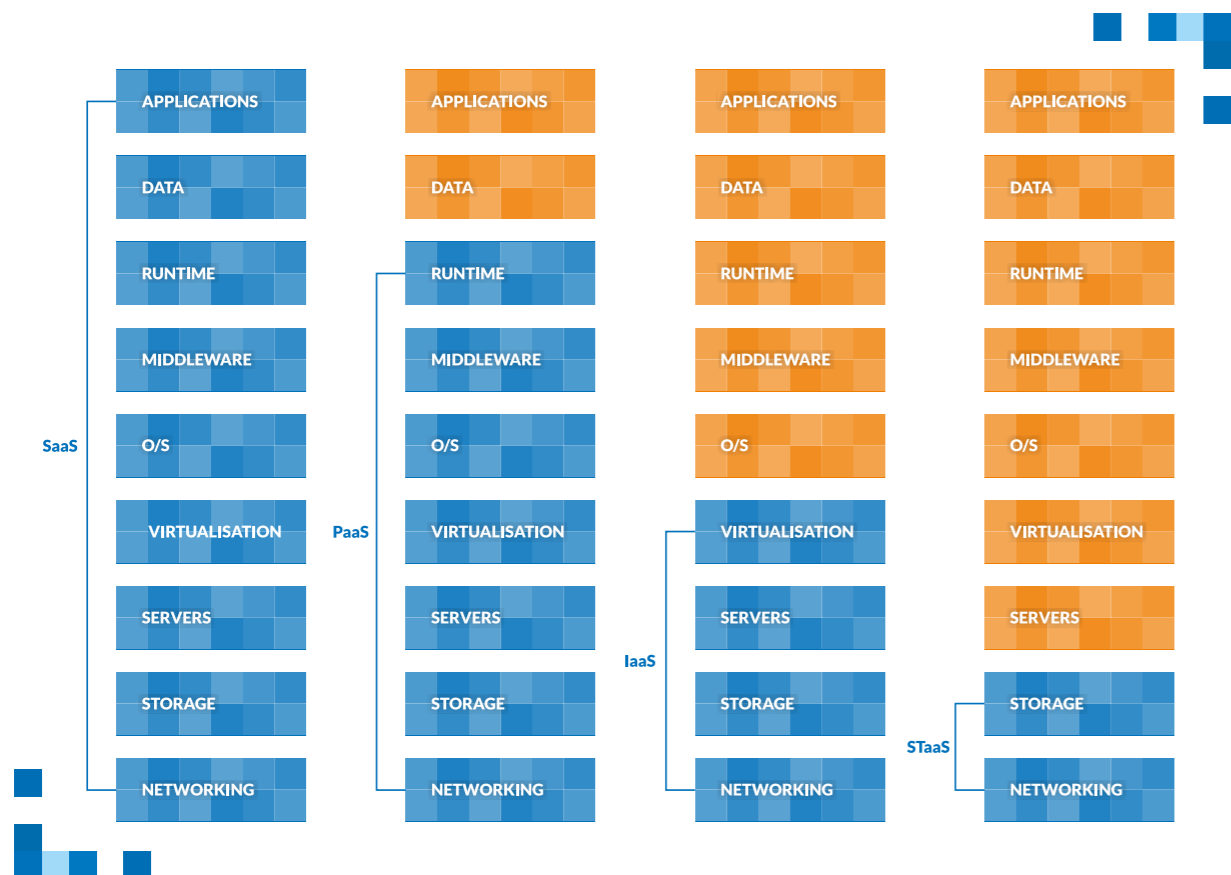 APPLICATIONS
DATA
RUNTIME
MIDDLEWARE
O/S
VIRTUALISATION
SERVERS
STORAGE
NETWORKING
SaaS
APPLICATIONS
DATA
RUNTIME
MIDDLEWARE
O/S
VIRTUALISATION
SERVERS
STORAGE
NETWORKING
PaaS
APPLICATIONS
DATA
RUNTIME
MIDDLEWARE
O/S
VIRTUALISATION
SERVERS
STORAGE
NETWORKING
IaaS
APPLICATIONS
DATA
RUNTIME
MIDDLEWARE
O/S
VIRTUALISATION
SERVERS
STORAGE
NETWORKING
STaaS